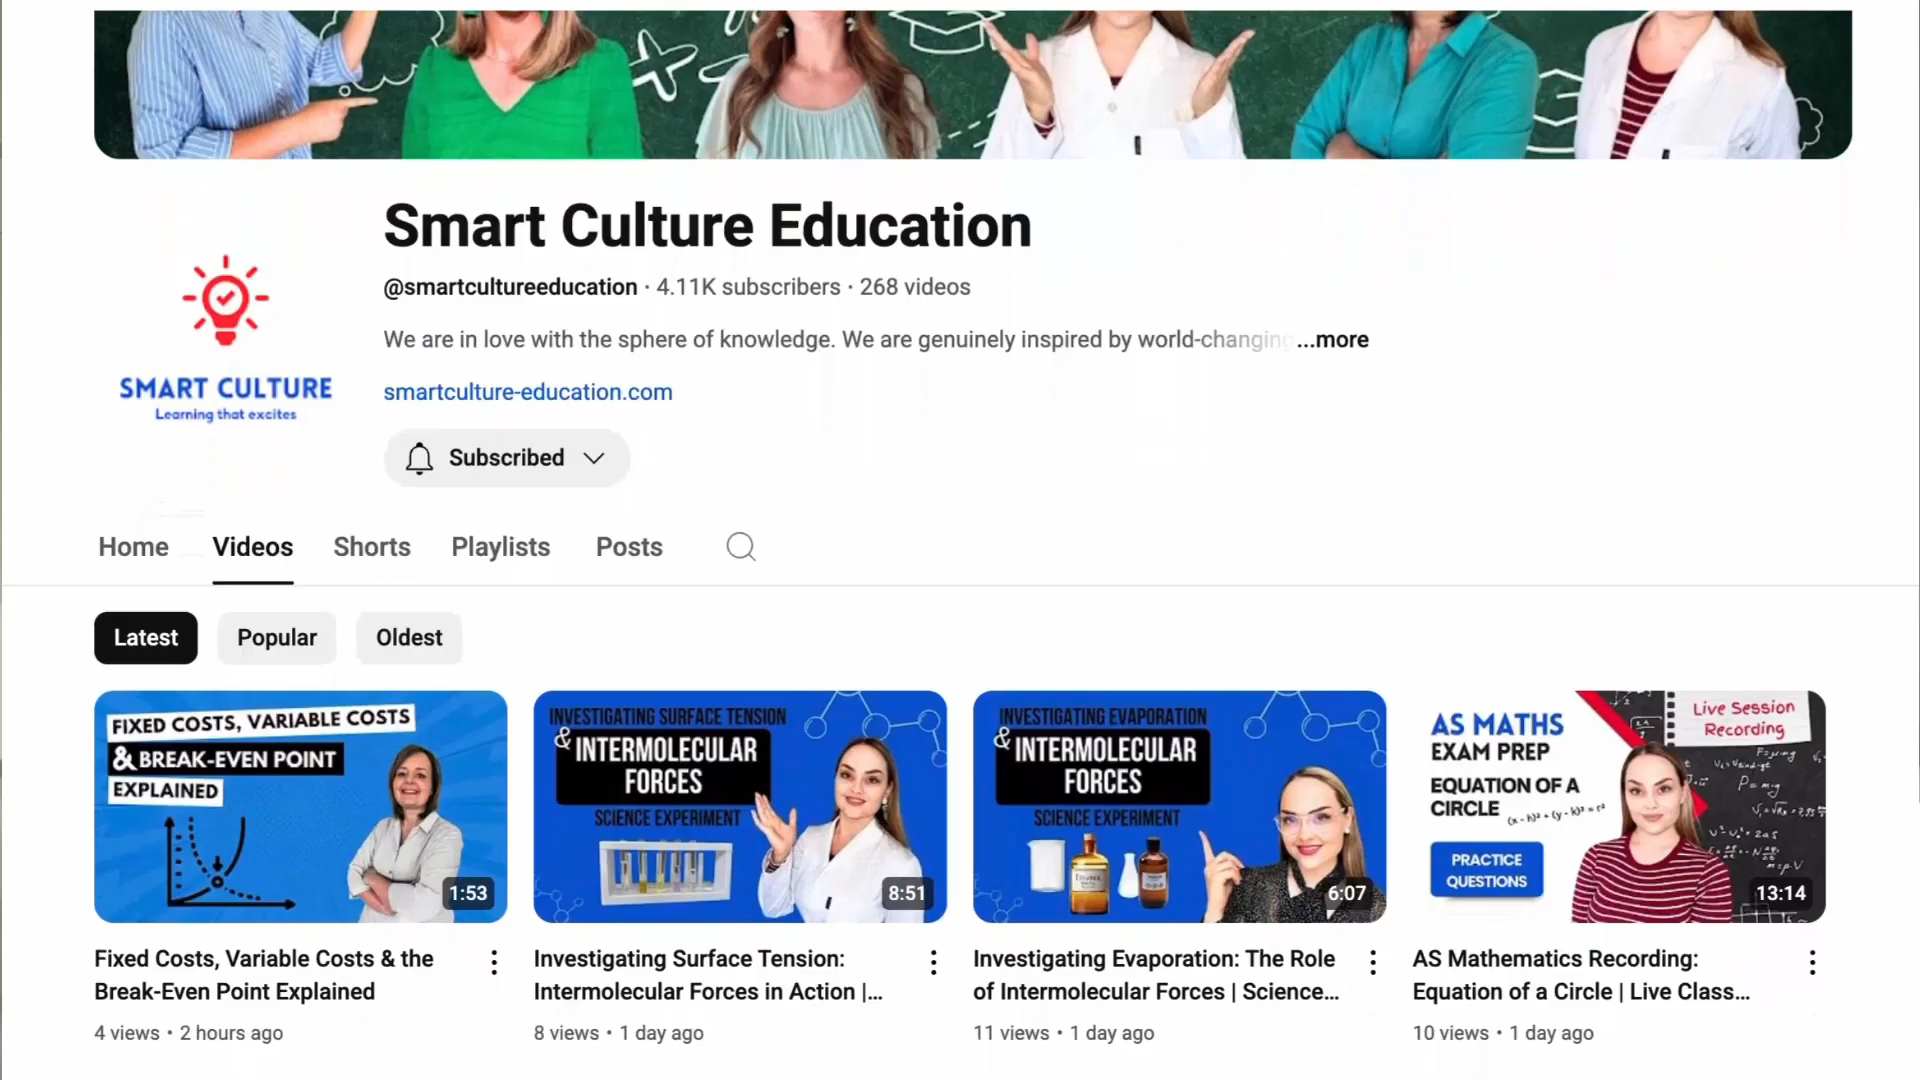 Smart Culture Education
@smartcultureeducation · 4.11K subscribers · 268 videos
We are in love with the sphere of knowledge. We are genuinely inspired by world-changing ...more
smartculture-education.com
SMART CULTURE
Learning that excites
Subscribed
Home Videos Shorts Playlists Posts
Latest Popular Oldest
FIXED COSTS, VARIABLE COSTS
& BREAK-EVEN POINT
EXPLAINED
1:53
INVESTIGATING SURFACE TENSION
& INTERMOLECULAR
FORCES
SCIENCE EXPERIMENT
8:51
INVESTIGATING EVAPORATION
& INTERMOLECULAR
FORCES
SCIENCE EXPERIMENT
6:07
AS MATHS
EXAM PREP
EQUATION OF A
CIRCLE
(x - h)² + (y - k)² = r²
PRACTICE
QUESTIONS
Live Session
Recording
13:14
Fixed Costs, Variable Costs & the
Break-Even Point Explained
4 views • 2 hours ago
Investigating Surface Tension:
Intermolecular Forces in Action |...
8 views • 1 day ago
Investigating Evaporation: The Role
of Intermolecular Forces | Science...
11 views • 1 day ago
AS Mathematics Recording:
Equation of a Circle | Live Class...
10 views • 1 day ago